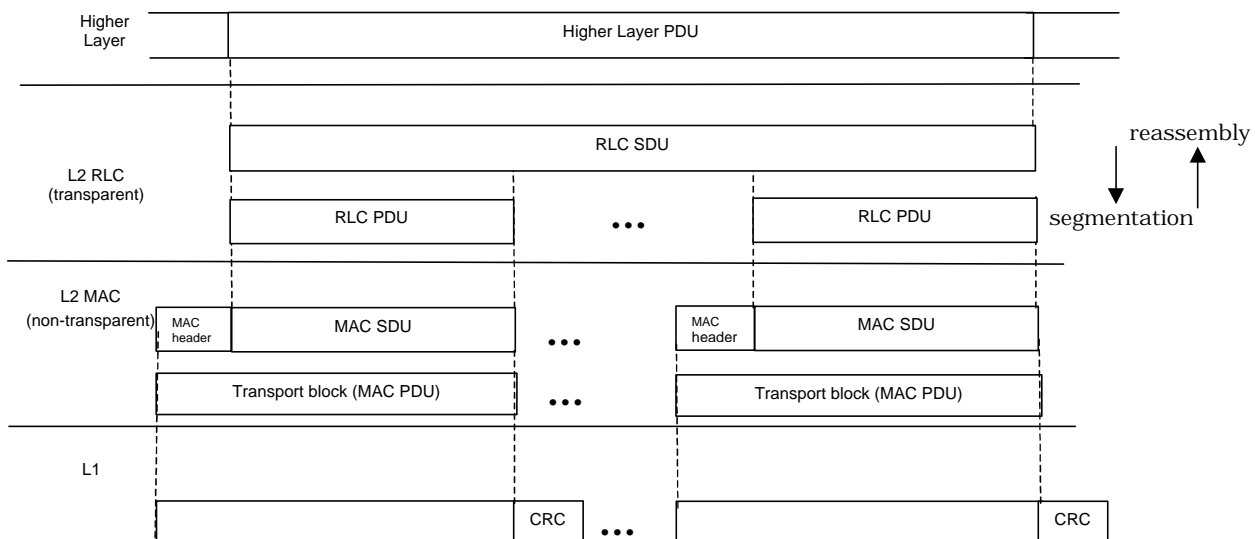 Higher
Layer
Higher Layer PDU
RLC SDU
reassembly
L2 RLC
(transparent)
RLC PDU
•••
RLC PDU
segmentation
L2 MAC
(non-transparent)
MAC
header
MAC SDU
•••
MAC
header
MAC SDU
Transport block (MAC PDU)
•••
Transport block (MAC PDU)
L1
CRC
•••
CRC